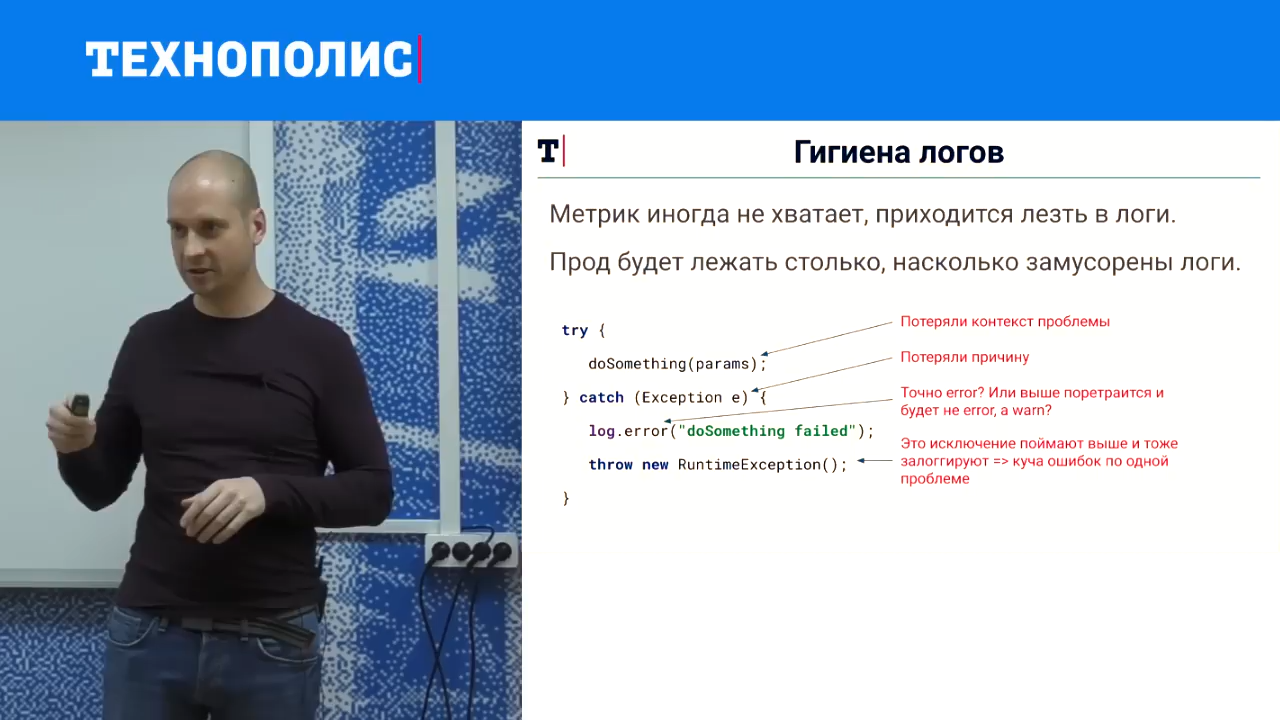 ТЕХНОПОЛИС
Т
Гигиена логов
Метрик иногда не хватает, приходится лезть в логи.
Прод будет лежать столько, насколько замусорены логи.
try {
doSomething(params);
} catch (Exception e) {
log.error("doSomething failed");
throw new RuntimeException();
}
Потеряли контекст проблемы
Потеряли причину
Точно error? Или выше поретраится и
будет не error, а warn?
Это исключение поймают выше и тоже
залоггируют => куча ошибок по одной
проблеме